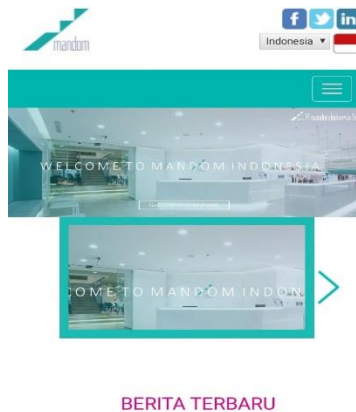 mandom
Indonesia
WELCOME TO MANDOM INDONESIA
OME TO MANDOM INDON
BERITA TERBARU